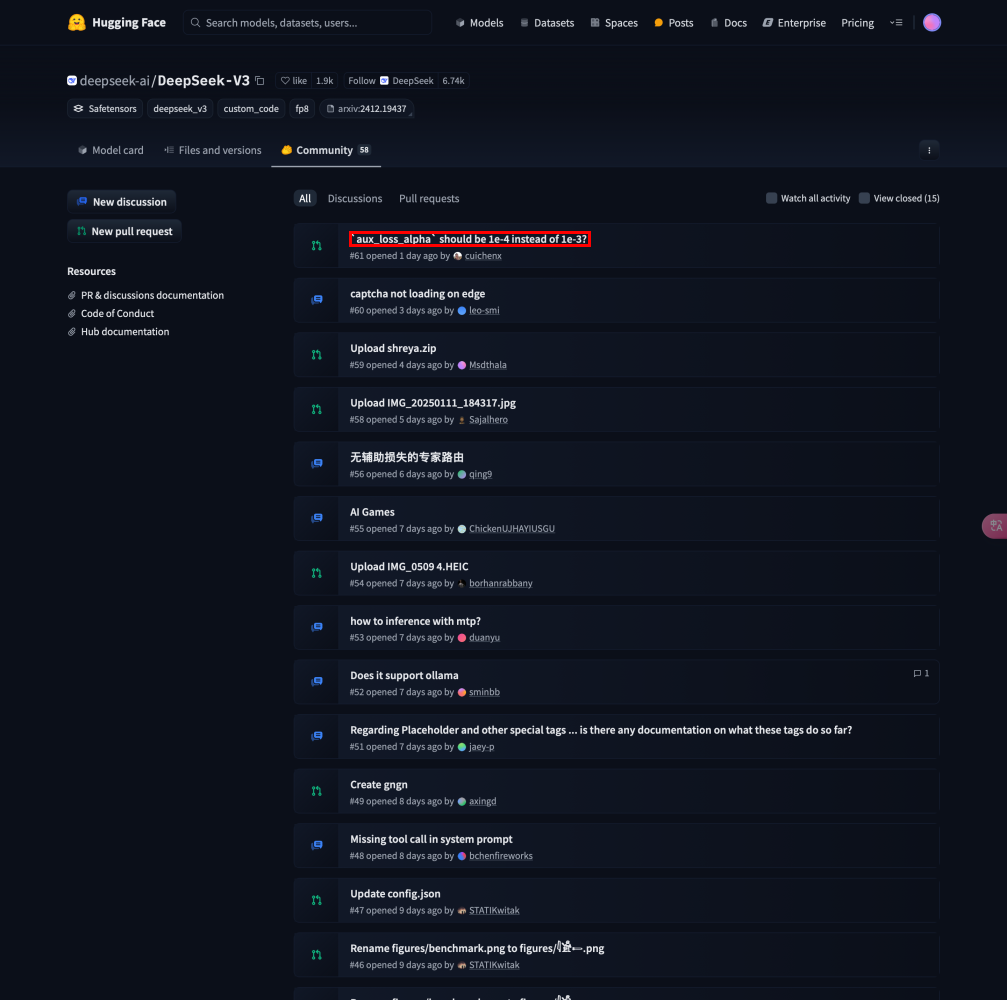 Hugging Face
Search models, datasets, users...
Models
Datasets
Spaces
Posts
Docs
Enterprise
Pricing
deepseek-ai/DeepSeek-V3
like 1.9k
Follow DeepSeek 6.74k
Safetensors
deepseek_v3
custom_code
fp8
arxiv:2412.19437
Model card
Files and versions
Community 58
New discussion
New pull request
Resources
PR & discussions documentation
Code of Conduct
Hub documentation
All
Discussions
Pull requests
Watch all activity
View closed (15)
`aux_loss_alpha` should be 1e-4 instead of 1e-3?
#61 opened 1 day ago by cuichenx
captcha not loading on edge
#60 opened 3 days ago by leo-smi
Upload shreya.zip
#59 opened 4 days ago by Msdthala
Upload IMG_20250111_184317.jpg
#58 opened 5 days ago by Sajalhero
无辅助损失的专家路由
#56 opened 6 days ago by qing9
AI Games
#55 opened 7 days ago by ChickenUJHAYIUSGU
Upload IMG_0509 4.HEIC
#54 opened 7 days ago by borhanrabbany
how to inference with mtp?
#53 opened 7 days ago by duanyu
Does it support ollama
1
#52 opened 7 days ago by sminbb
Regarding Placeholder and other special tags ... is there any documentation on what these tags do so far?
#51 opened 7 days ago by jaey-p
Create gngn
#49 opened 8 days ago by axingd
Missing tool call in system prompt
#48 opened 8 days ago by bchenfireworks
Update config.json
#47 opened 9 days ago by STATIKwitak
Rename figures/benchmark.png to figures/.png
#46 opened 9 days ago by STATIKwitak